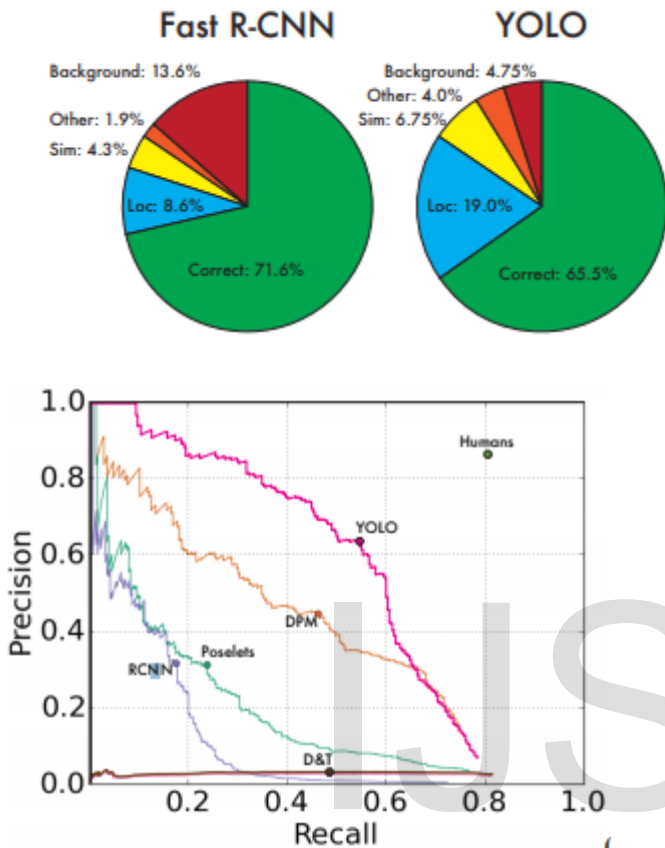 Fast R-CNN
YOLO
Background: 13.6%
Other: 1.9%
Sim: 4.3%
Loc: 8.6%
Correct: 71.6%
Background: 4.75%
Other: 4.0%
Sim: 6.75%
Loc: 19.0%
Correct: 65.5%
1.0
0.8
0.6
0.4
0.2
0.0
Precision
Humans
YOLO
DPM
Poselets
RCNN
D&T
0.2 0.4 0.6 0.8 1.0
Recall
IJS